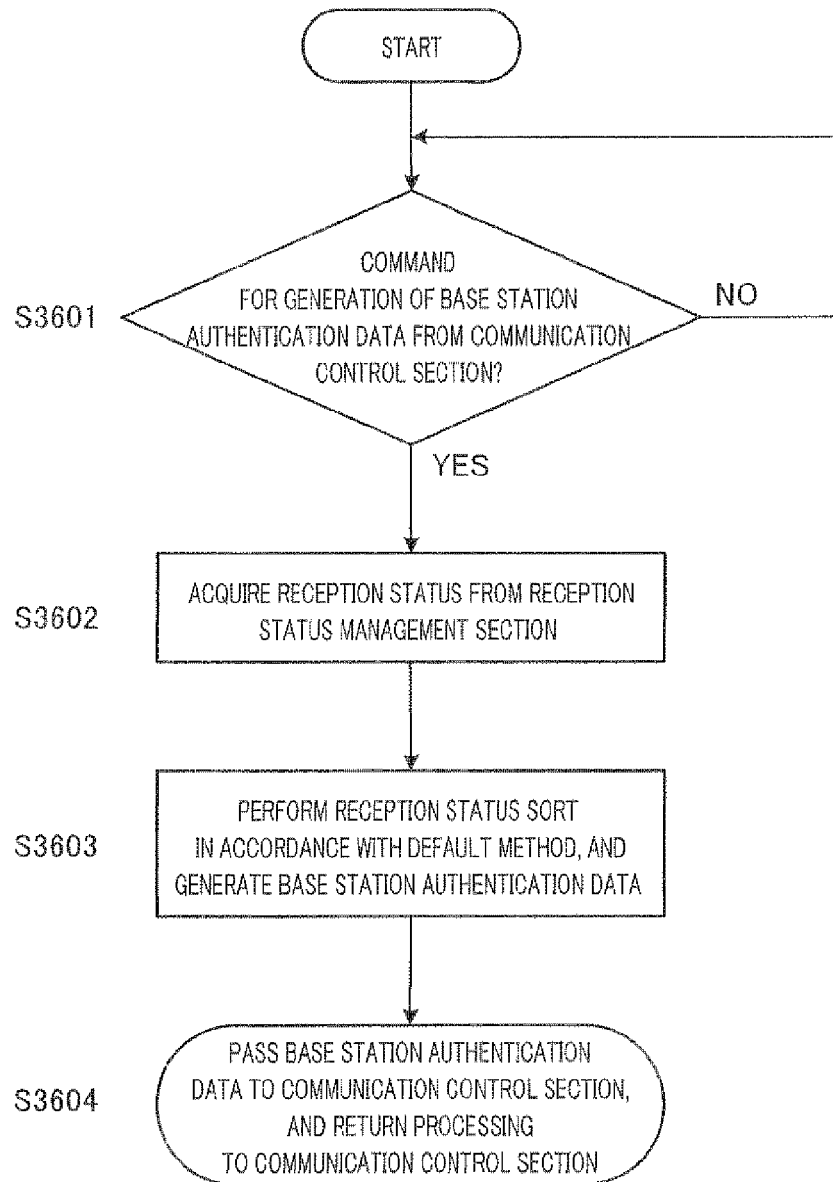 START
COMMAND
FOR GENERATION OF BASE STATION
AUTHENTICATION DATA FROM COMMUNICATION
CONTROL SECTION?
S3601
NO
YES
S3602
ACQUIRE RECEPTION STATUS FROM RECEPTION
STATUS MANAGEMENT SECTION
S3603
PERFORM RECEPTION STATUS SORT
IN ACCORDANCE WITH DEFAULT METHOD, AND
GENERATE BASE STATION AUTHENTICATION DATA
S3604
PASS BASE STATION AUTHENTICATION
DATA TO COMMUNICATION CONTROL SECTION,
AND RETURN PROCESSING
TO COMMUNICATION CONTROL SECTION